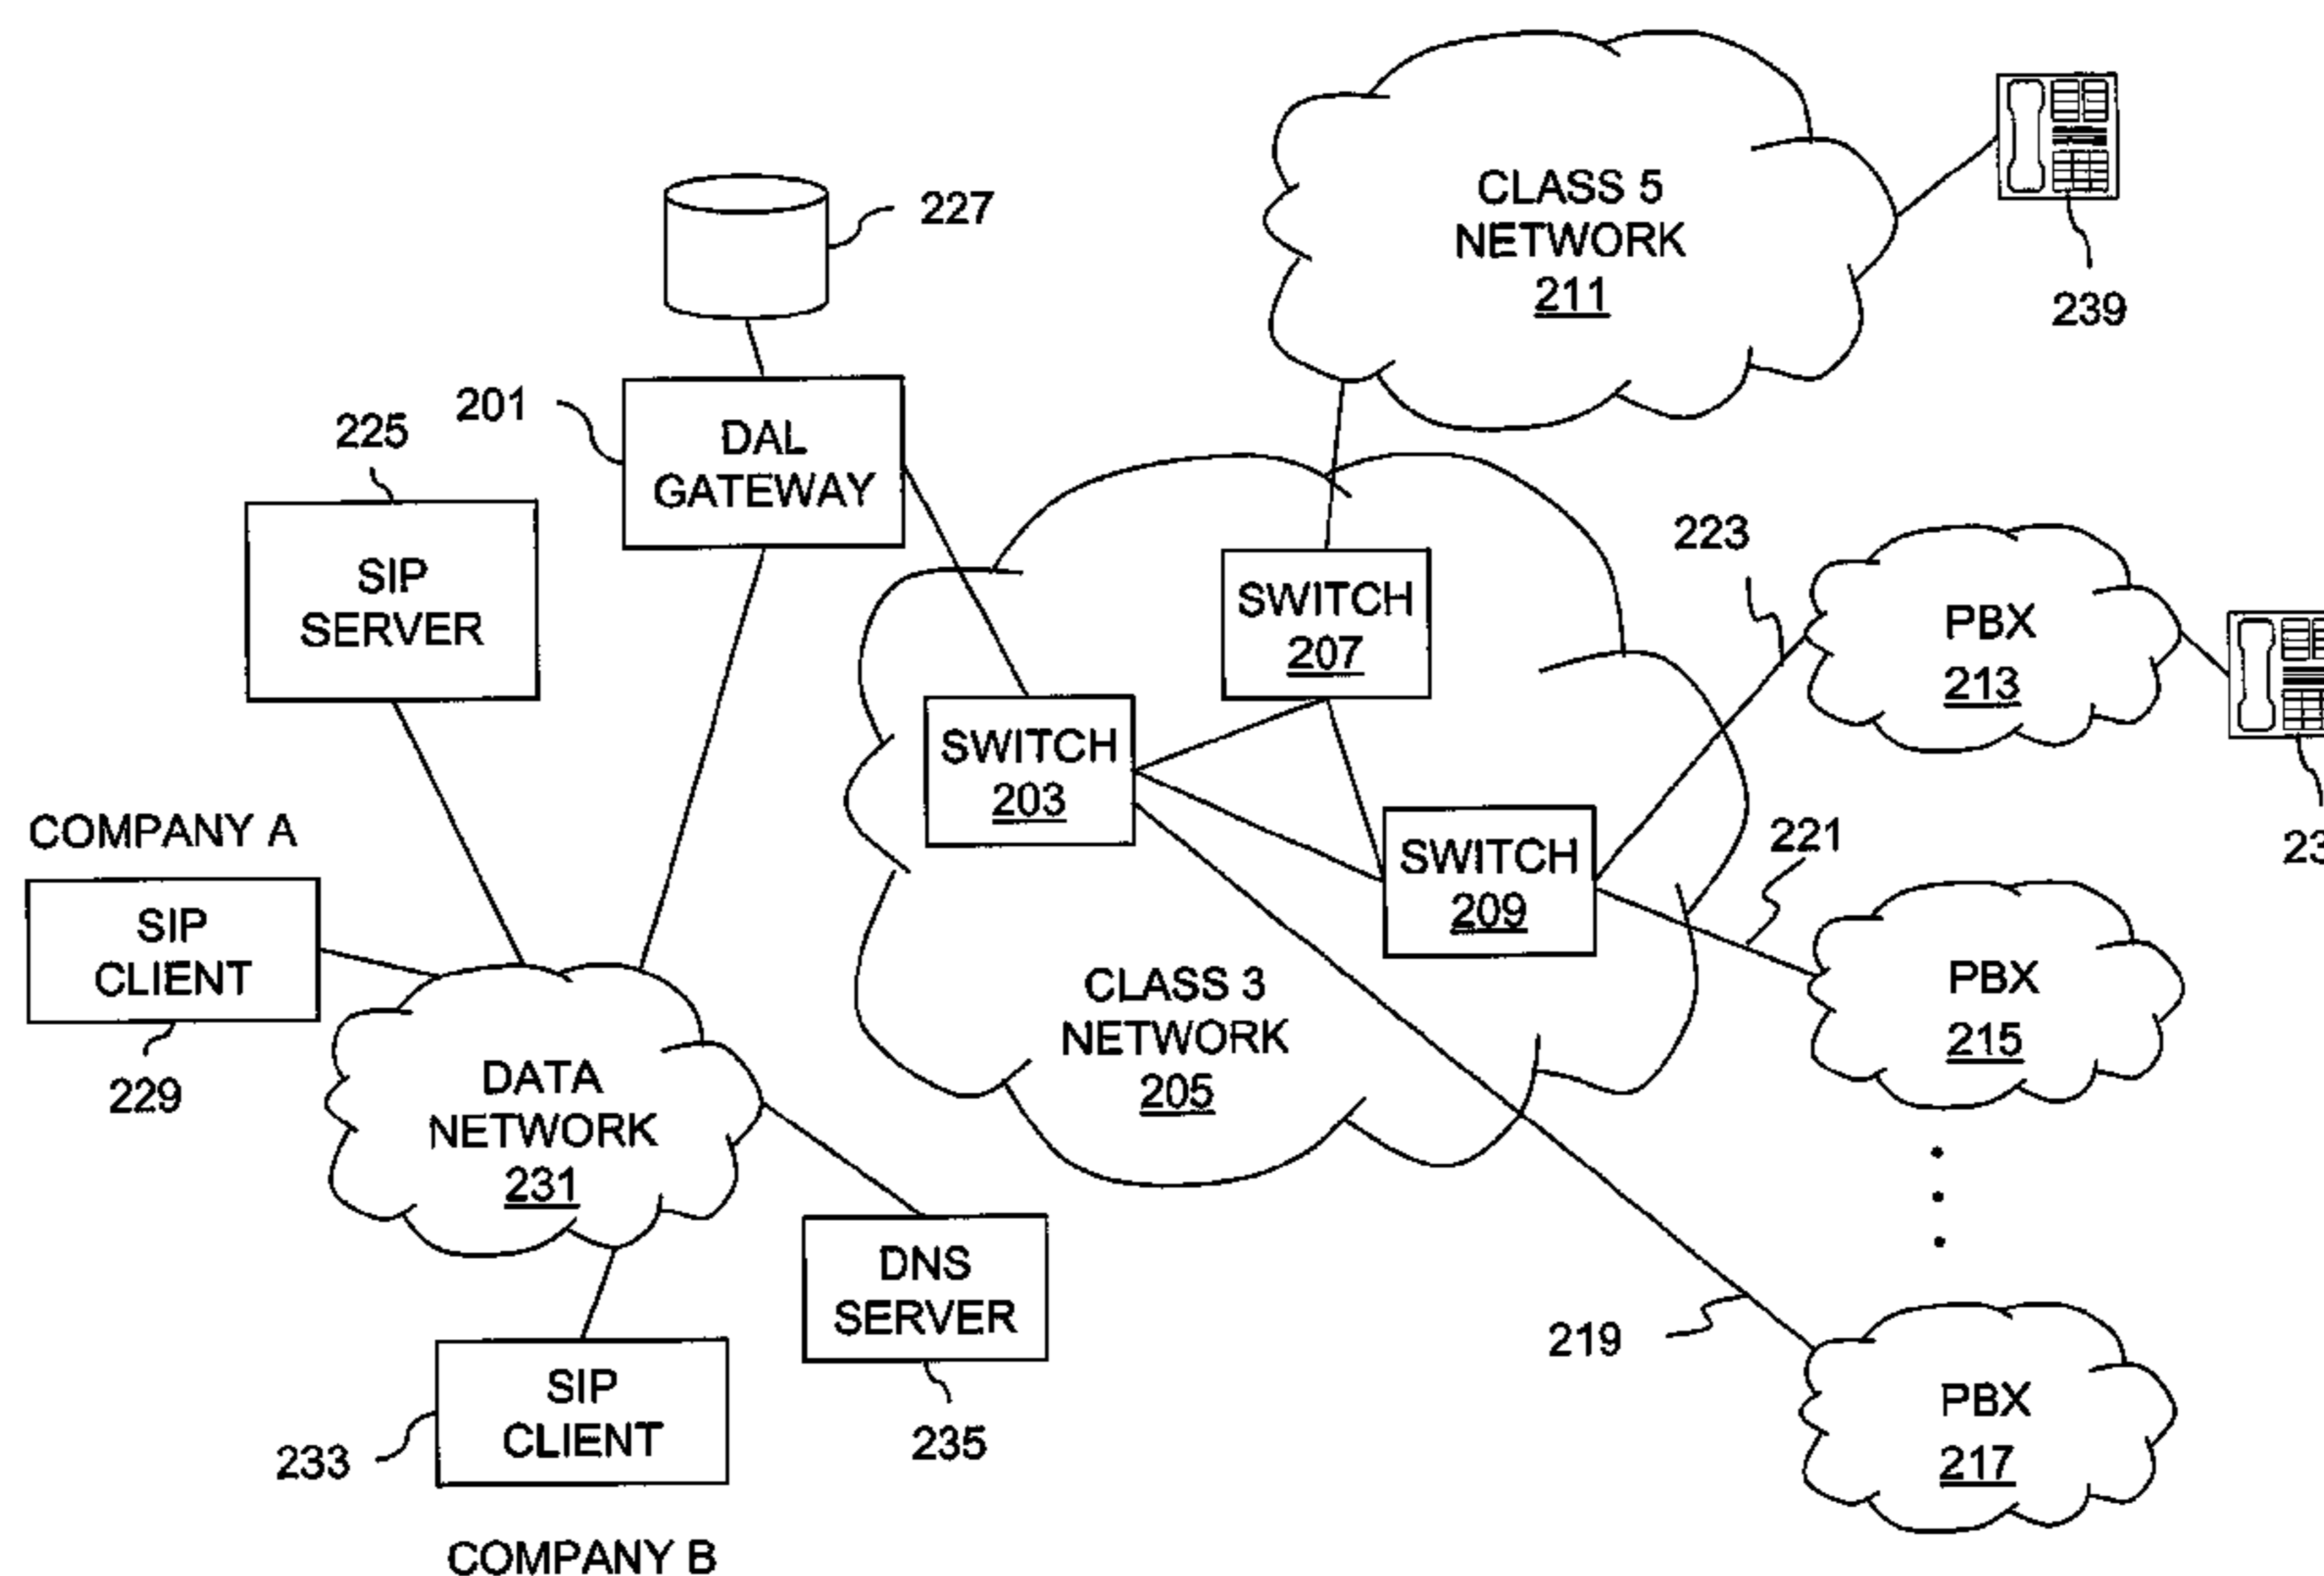 CLASS 5
NETWORK
211
239
227
201
DAL
GATEWAY
225
SIP
SERVER
SWITCH
207
223
PBX
213
SWITCH
203
COMPANY A
SIP
CLIENT
229
SWITCH
209
221
PBX
215
CLASS 3
NETWORK
205
DATA
NETWORK
231
DNS
SERVER
235
219
PBX
217
SIP
CLIENT
233
COMPANY B